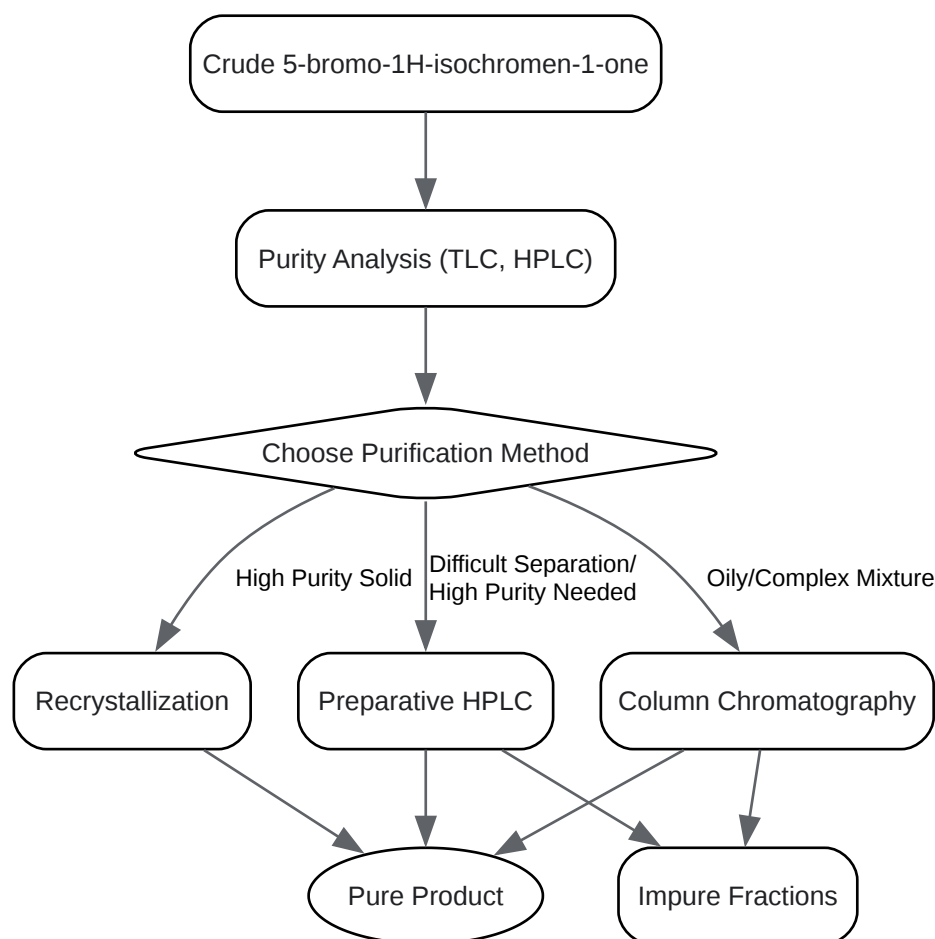 Crude 5-bromo-1H-isochromen-1-one
Purity Analysis (TLC, HPLC)
Choose Purification Method
High Purity Solid
Difficult Separation/
High Purity Needed
Oily/Complex Mixture
Recrystallization
Preparative HPLC
Column Chromatography
Pure Product
Impure Fractions